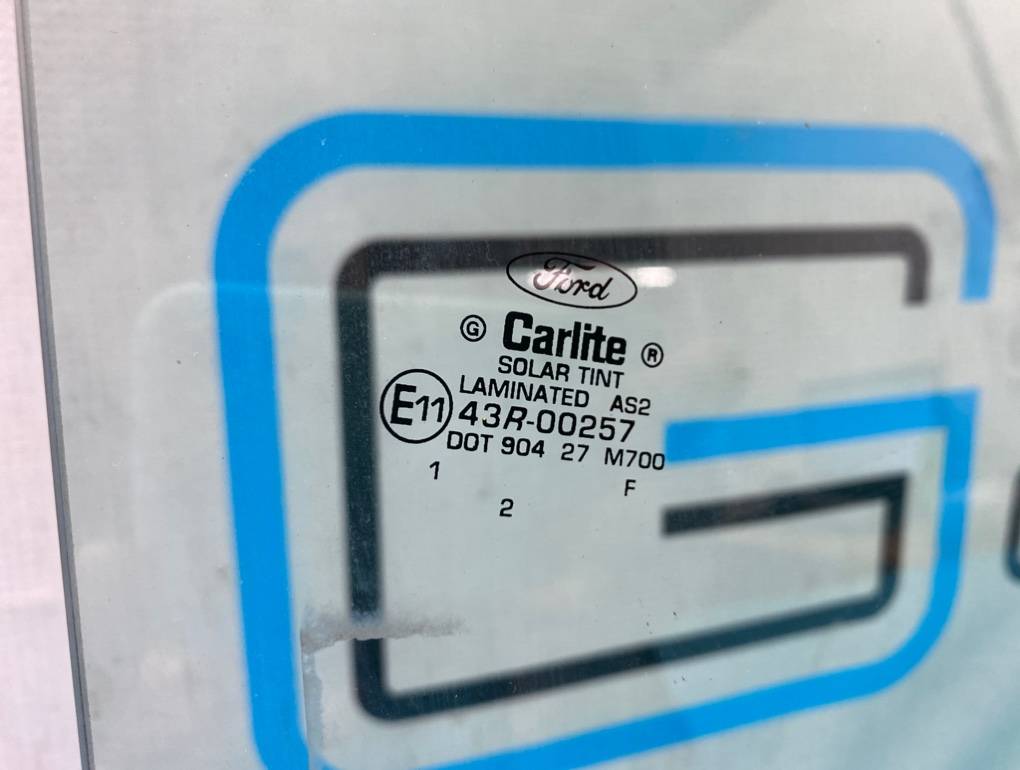 Ford
G Carlite ®
SOLAR TINT
LAMINATED AS2
E11 43R-00257
DOT 904 27 M700
1 F
2
G